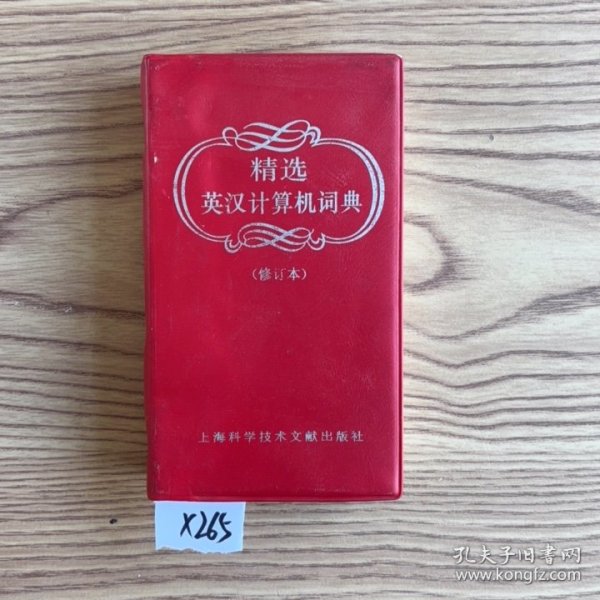 精选
英汉计算机词典
(修订本)
上海科学技术文献出版社
X265
孔夫子旧书网
www.kongfz.com